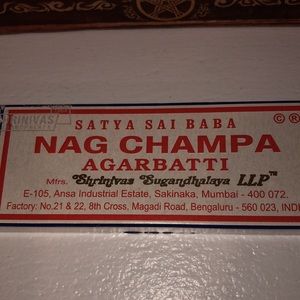 SATYA SAI BABA
© ®
NAG CHAMPA
AGARBATTI
Mfrs. Shrinivas Sugandhalaya LLP™
E-105, Ansa Industrial Estate, Sakinaka, Mumbai - 400 072.
Factory: No.21 & 22, 8th Cross, Magadi Road, Bengaluru - 560 023, INDI